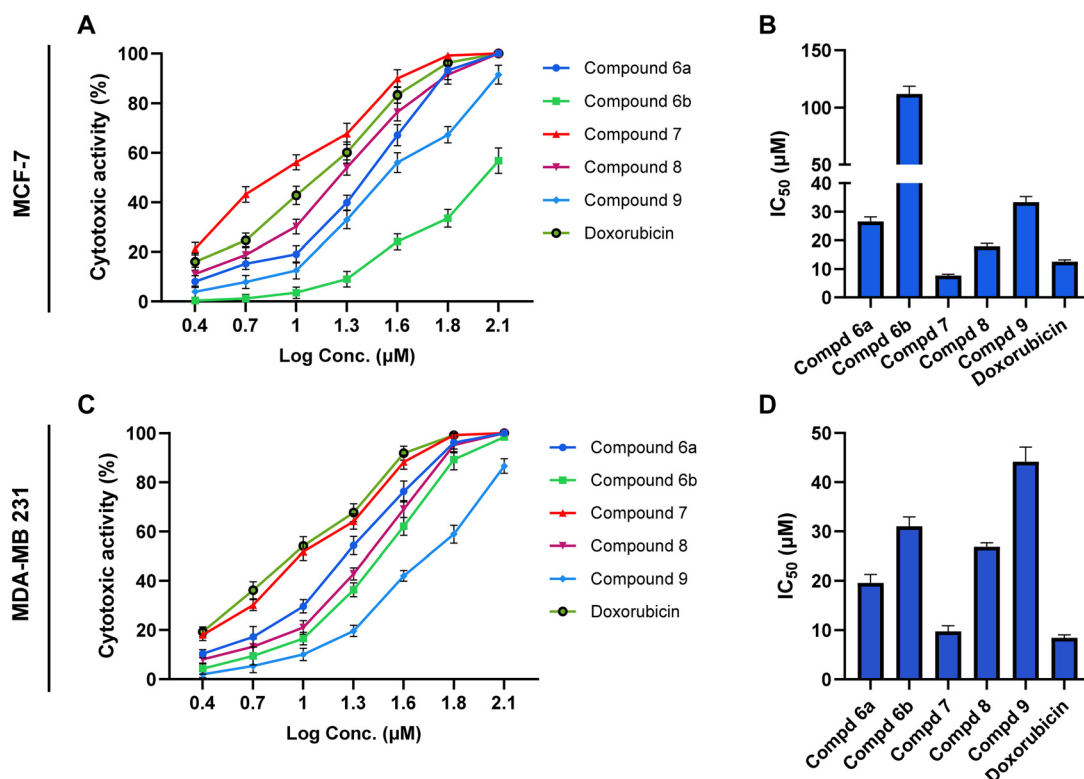 A
MCF-7
Cytotoxic activity (%)
100
80
60
40
20
0
0.4 0.7 1 1.3 1.6 1.8 2.1
Log Conc. (µM)
Compound 6a
Compound 6b
Compound 7
Compound 8
Compound 9
Doxorubicin
B
IC50 (µM)
150
100
50
40
30
20
10
0
Compd 6a
Compd 6b
Compd 7
Compd 8
Compd 9
Doxorubicin
C
MDA-MB 231
Cytotoxic activity (%)
100
80
60
40
20
0
0.4 0.7 1 1.3 1.6 1.8 2.1
Log Conc. (µM)
Compound 6a
Compound 6b
Compound 7
Compound 8
Compound 9
Doxorubicin
D
IC50 (µM)
50
40
30
20
10
0
Compd 6a
Compd 6b
Compd 7
Compd 8
Compd 9
Doxorubicin